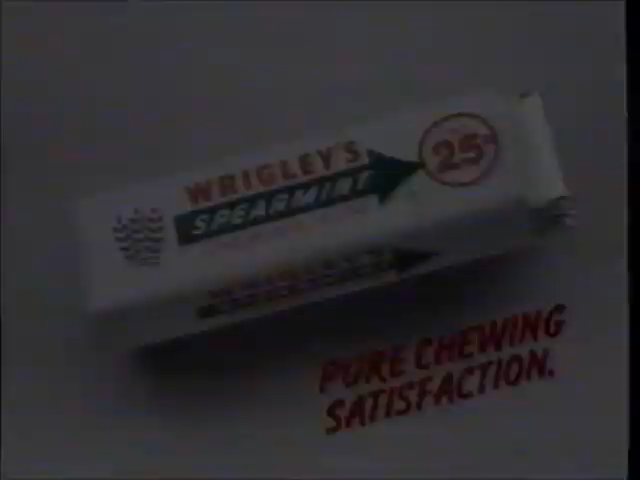 WRIGLEY'S
SPEARMINT
25¢
PURE CHEWING
SATISFACTION.